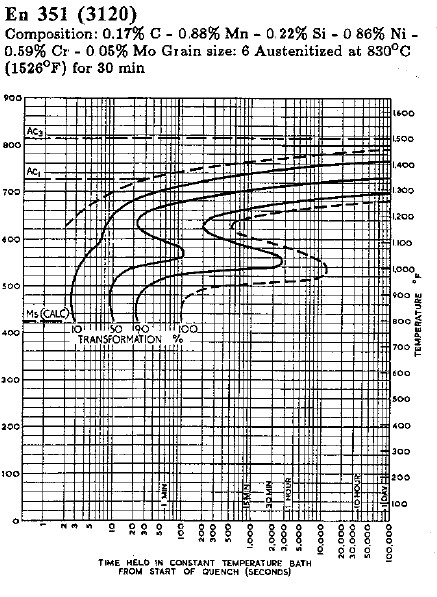 En 351 (3120)
Composition: 0.17% C - 0.88% Mn - 0.22% Si - 0 86% Ni -
0.59% Cr - 0 05% Mo Grain size: 6 Austenitized at 830°C
(1526°F) for 30 min
900
AC3
800
AC1
700
600
500
Ms (CALC)
400
300
200
100
0
1,600
1,500
1,400
1,300
1,200
1,100
1,000
900
800
700
600
500
400
300
200
100
TEMPERATURE °F
10 50 90 100
TRANSFORMATION %
1 MIN
15 MIN
30 MIN
1 HOUR
10 HOUR
1 DAY
1 2 3 5 10 20 50 100 200 300 500 1,000 2,000 3,000 5,000 10,000 20,000 30,000 50,000 100,000
TIME HELD IN CONSTANT TEMPERATURE BATH
FROM START OF QUENCH (SECONDS)